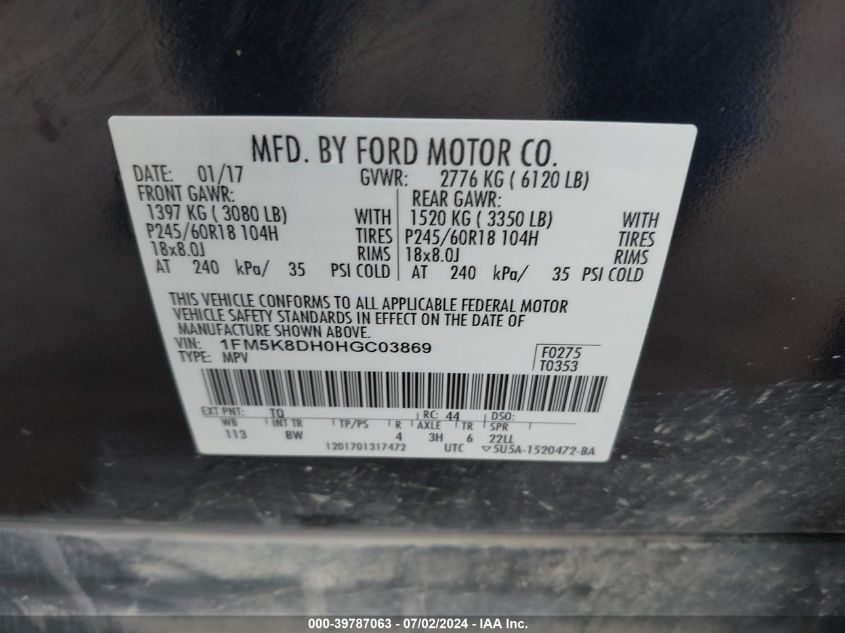 MFD. BY FORD MOTOR CO.
DATE: 01/17 GVWR: 2776 KG ( 6120 LB)
FRONT GAWR: REAR GAWR:
1397 KG ( 3080 LB) WITH 1520 KG ( 3350 LB) WITH
P245/60R18 104H TIRES P245/60R18 104H TIRES
18x8.0J RIMS 18x8.0J RIMS
AT 240 kPa/ 35 PSI COLD AT 240 kPa/ 35 PSI COLD
THIS VEHICLE CONFORMS TO ALL APPLICABLE FEDERAL MOTOR
VEHICLE SAFETY STANDARDS IN EFFECT ON THE DATE OF
MANUFACTURE SHOWN ABOVE.
VIN: 1FM5K8DH0HGC03869 F0275
TYPE: MPV T0353
EXT PNT: TQ RC: 44 DSO:
WB INT TR TP/PS R AXLE TR SPR
113 BW 4 3H 6 22LL
1201701317472 UTC ▽5U5A-1520472-BA
000-39787063 - 07/02/2024 - IAA Inc.